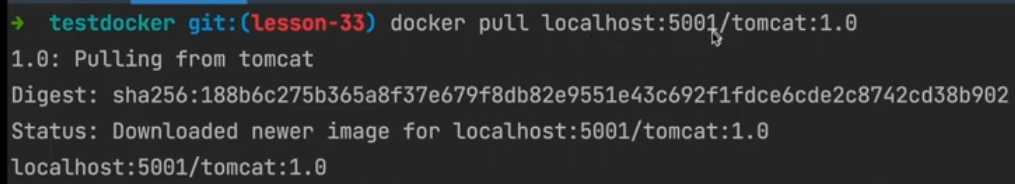 ➜ testdocker git:(lesson-33) docker pull localhost:5001/tomcat:1.0
1.0: Pulling from tomcat
Digest: sha256:188b6c275b365a8f37e679f8db82e9551e43c692f1fdce6cde2c8742cd38b902
Status: Downloaded newer image for localhost:5001/tomcat:1.0
localhost:5001/tomcat:1.0